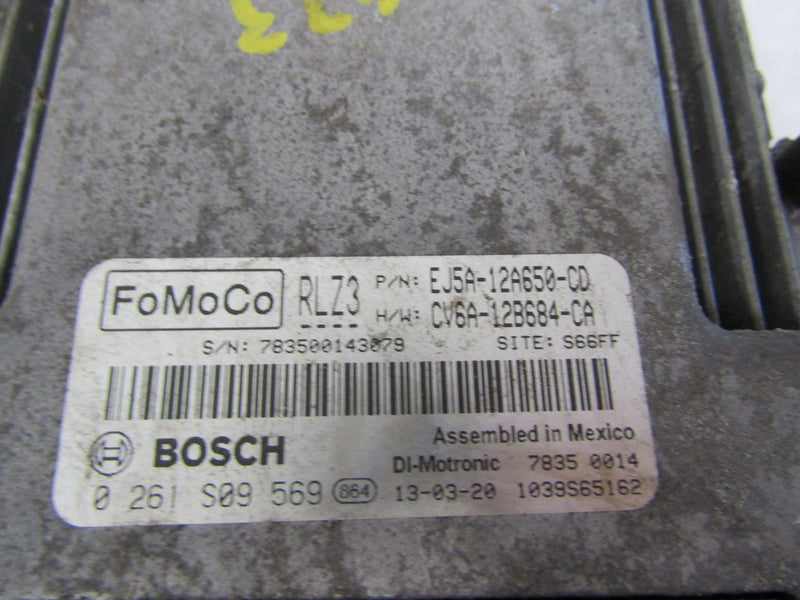 FoMoCo RLZ3 P/N: EJ5A-12A650-CD
H/W: CV6A-12B684-CA
S/N: 783500143079 SITE: S66FF
BOSCH Assembled in Mexico
DI-Motronic 7835 0014
0 261 S09 569 864 13-03-20 1039S65162